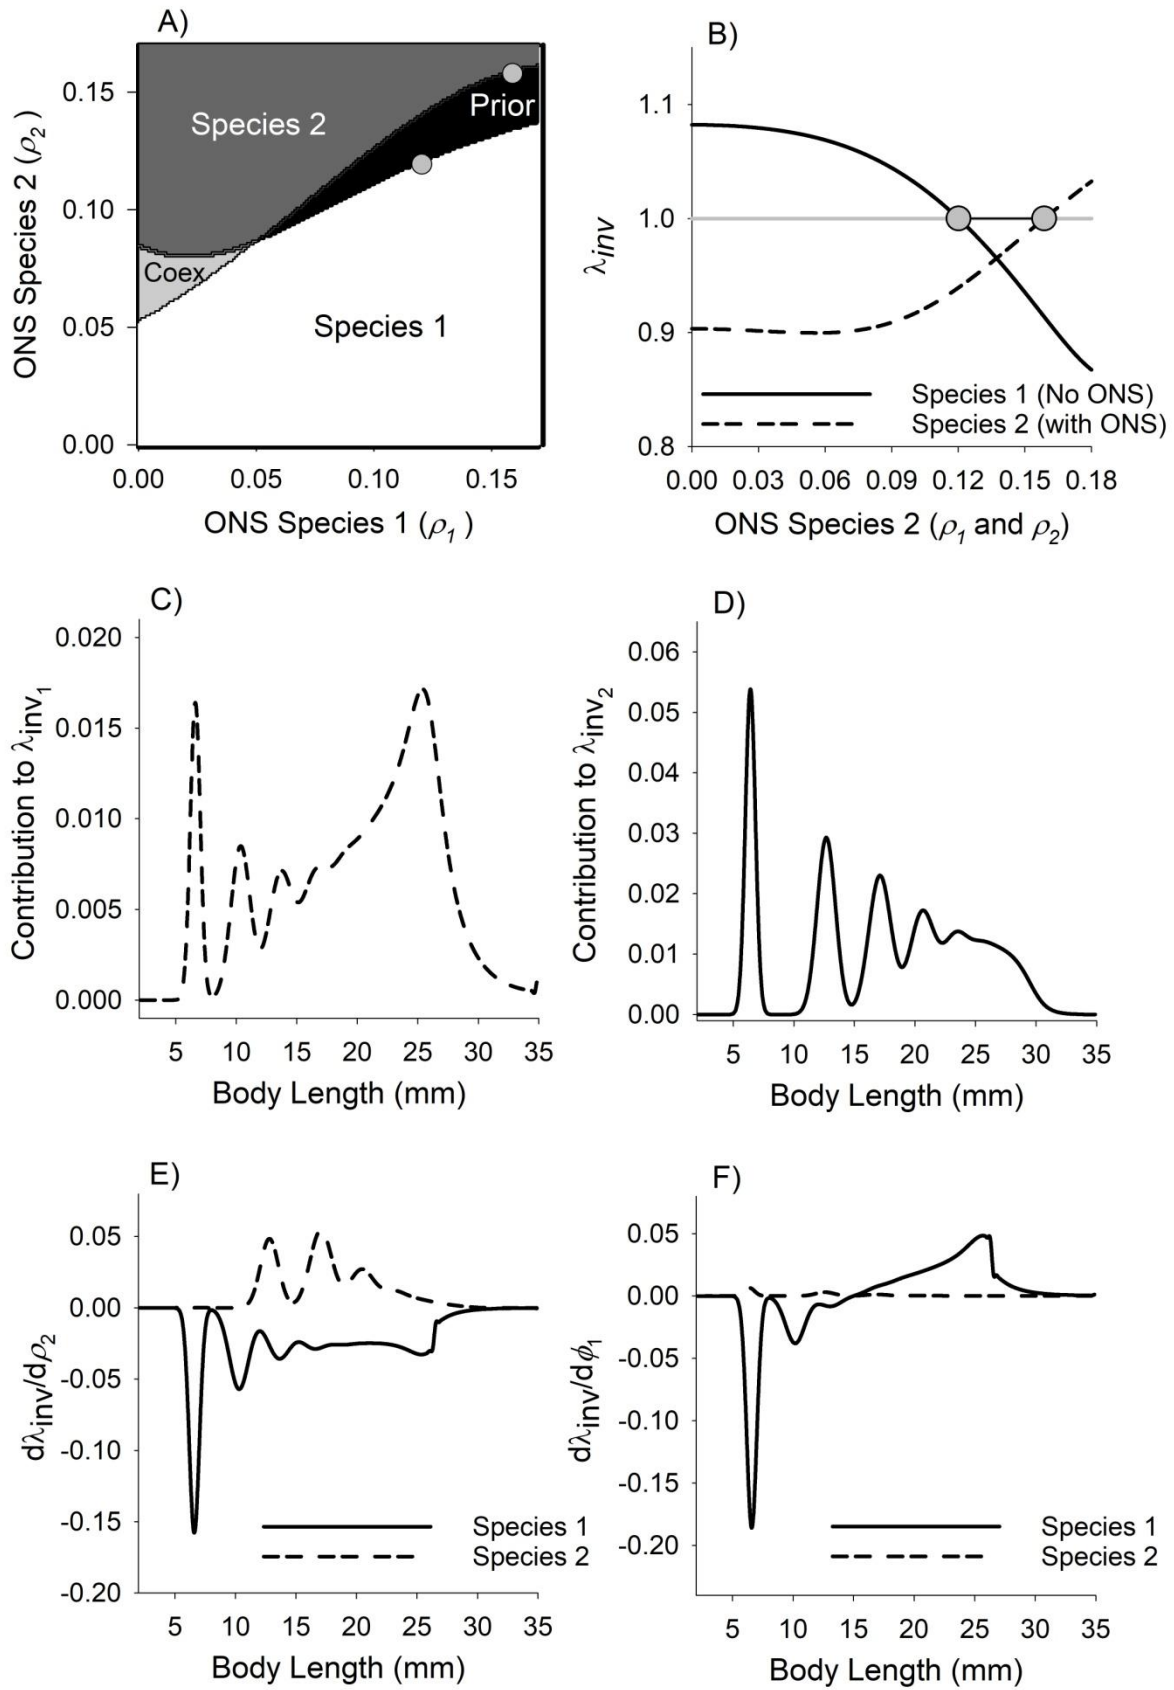 A)
ONS Species 2 (ρ2)
0.15
0.10
0.05
0.00
Species 2
Prior
Coex
Species 1
0.00 0.05 0.10 0.15
ONS Species 1 (ρ1)
B)
λinv
1.1
1.0
0.9
0.8
Species 1 (No ONS)
Species 2 (with ONS)
0.00 0.03 0.06 0.09 0.12 0.15 0.18
ONS Species 2 (ρ1 and ρ2)
C)
Contribution to λinv1
0.020
0.015
0.010
0.005
0.000
5 10 15 20 25 30 35
Body Length (mm)
D)
Contribution to λinv2
0.06
0.05
0.04
0.03
0.02
0.01
0.00
5 10 15 20 25 30 35
Body Length (mm)
E)
dλinv/dρ2
0.05
0.00
-0.05
-0.10
-0.15
-0.20
Species 1
Species 2
5 10 15 20 25 30 35
Body Length (mm)
F)
dλinv/dϕ1
0.05
0.00
-0.05
-0.10
-0.15
-0.20
Species 1
Species 2
5 10 15 20 25 30 35
Body Length (mm)